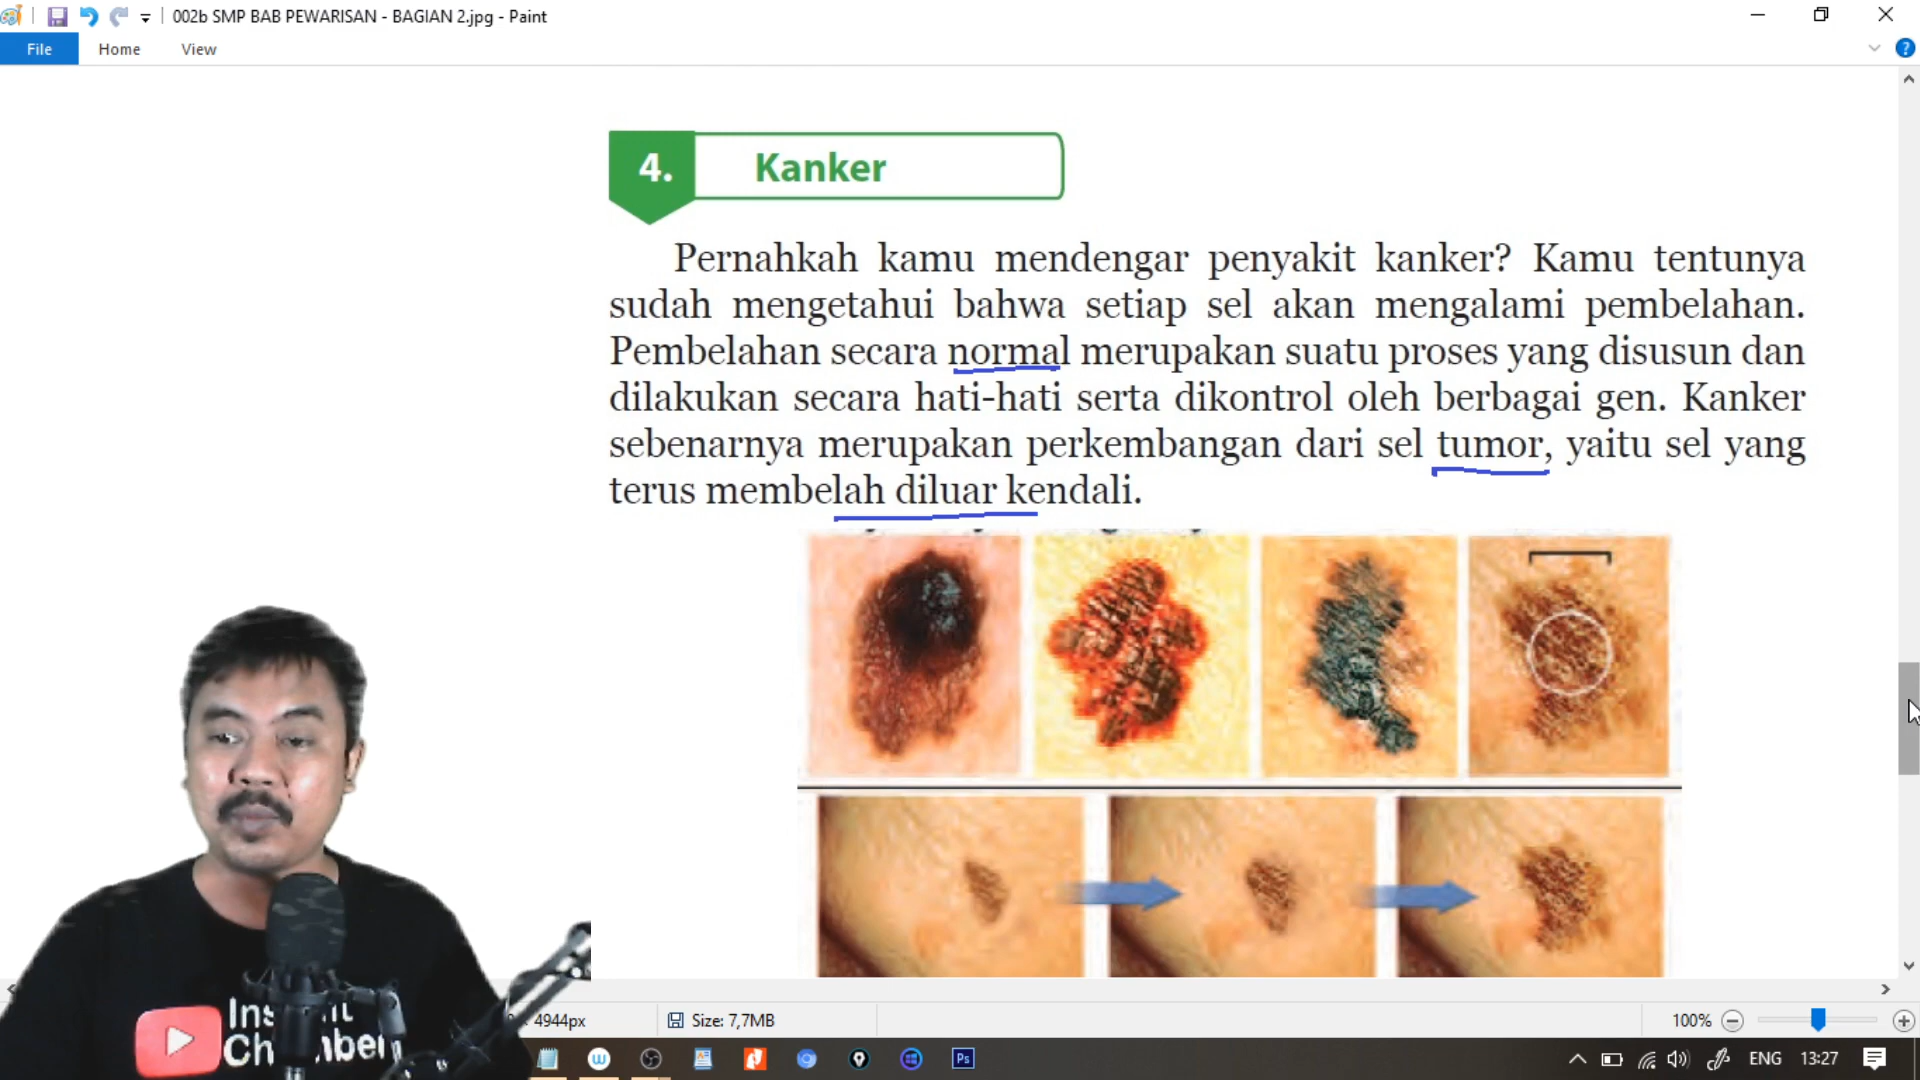 002b SMP BAB PEWARISAN - BAGIAN 2.jpg - Paint
File Home View
4. Kanker
Pernahkah kamu mendengar penyakit kanker? Kamu tentunya
sudah mengetahui bahwa setiap sel akan mengalami pembelahan.
Pembelahan secara normal merupakan suatu proses yang disusun dan
dilakukan secara hati-hati serta dikontrol oleh berbagai gen. Kanker
sebenarnya merupakan perkembangan dari sel tumor, yaitu sel yang
terus membelah diluar kendali.
4944px Size: 7,7MB 100%
Ps ENG 13:27